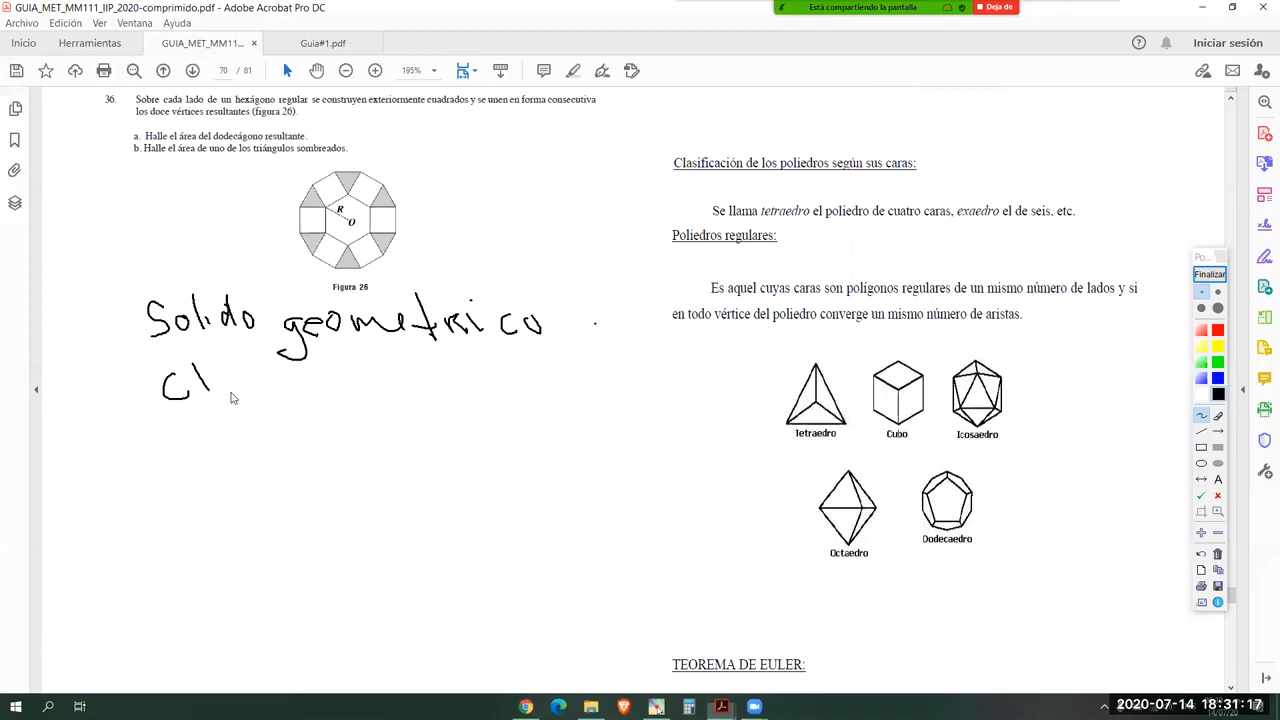 GUIA_MET_MM111_IIP_2020-comprimido.pdf - Adobe Acrobat Pro DC
Está compartiendo la pantalla
Deja de
Archivo Edición Ver Ventana Ayuda
Inicio Herramientas GUIA_MET_MM11... × Guia#1.pdf Iniciar sesión
70 / 81 195%
36. Sobre cada lado de un hexágono regular se construyen exteriormente cuadrados y se unen en forma consecutiva
los doce vértices resultantes (figura 26).
a. Halle el área del dodecágono resultante.
b. Halle el área de uno de los triángulos sombreados.
R
O
Figura 26
Solido geometrico
Cl
Clasificación de los poliedros según sus caras:
Se llama tetraedro el poliedro de cuatro caras, exaedro el de seis, etc.
Poliedros regulares:
Es aquel cuyas caras son polígonos regulares de un mismo número de lados y si
en todo vértice del poliedro converge un mismo número de aristas.
Tetraedro Cubo Icosaedro
Octaedro Dodecaedro
TEOREMA DE EULER:
Po...
Finalizar
A
2020-07-14 18:31:17